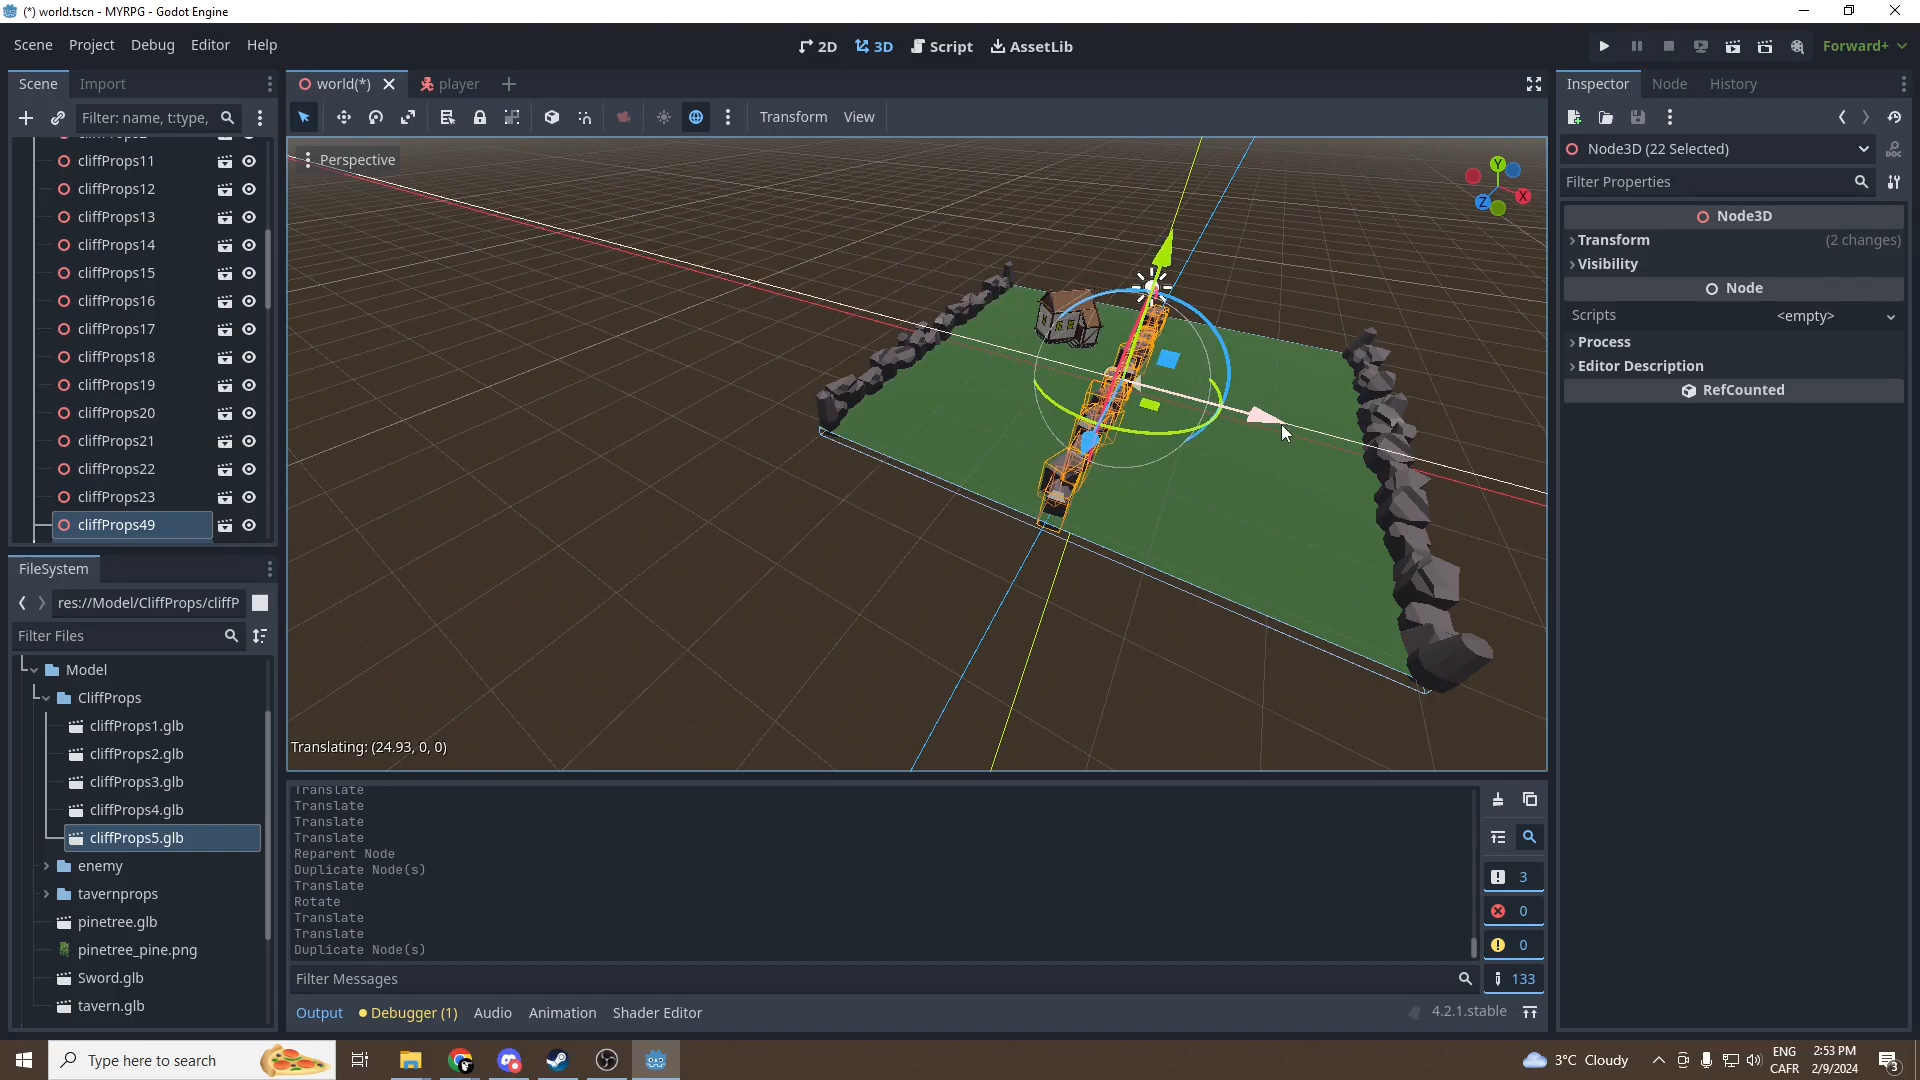 (*) world.tscn - MYRPG - Godot Engine
Scene Project Debug Editor Help
2D 3D Script AssetLib
Forward+
Scene Import
world(*) player
Inspector Node History
Filter: name, t:type,
Transform View
cliffProps11
cliffProps12
cliffProps13
cliffProps14
cliffProps15
cliffProps16
cliffProps17
cliffProps18
cliffProps19
cliffProps20
cliffProps21
cliffProps22
cliffProps23
cliffProps49
Perspective
Y
X
Z
Translating: (24.93, 0, 0)
Node3D (22 Selected)
Filter Properties
Node3D
Transform (2 changes)
Visibility
Node
Scripts <empty>
Process
Editor Description
RefCounted
FileSystem
res://Model/CliffProps/cliffP
Filter Files
Model
CliffProps
cliffProps1.glb
cliffProps2.glb
cliffProps3.glb
cliffProps4.glb
cliffProps5.glb
enemy
tavernprops
pinetree.glb
pinetree_pine.png
Sword.glb
tavern.glb
Translate
Translate
Translate
Translate
Reparent Node
Duplicate Node(s)
Translate
Rotate
Translate
Translate
Duplicate Node(s)
3
0
0
133
Filter Messages
Output Debugger (1) Audio Animation Shader Editor
4.2.1.stable
Type here to search
3°C Cloudy
ENG
CAFR
2:53 PM
2/9/2024
3